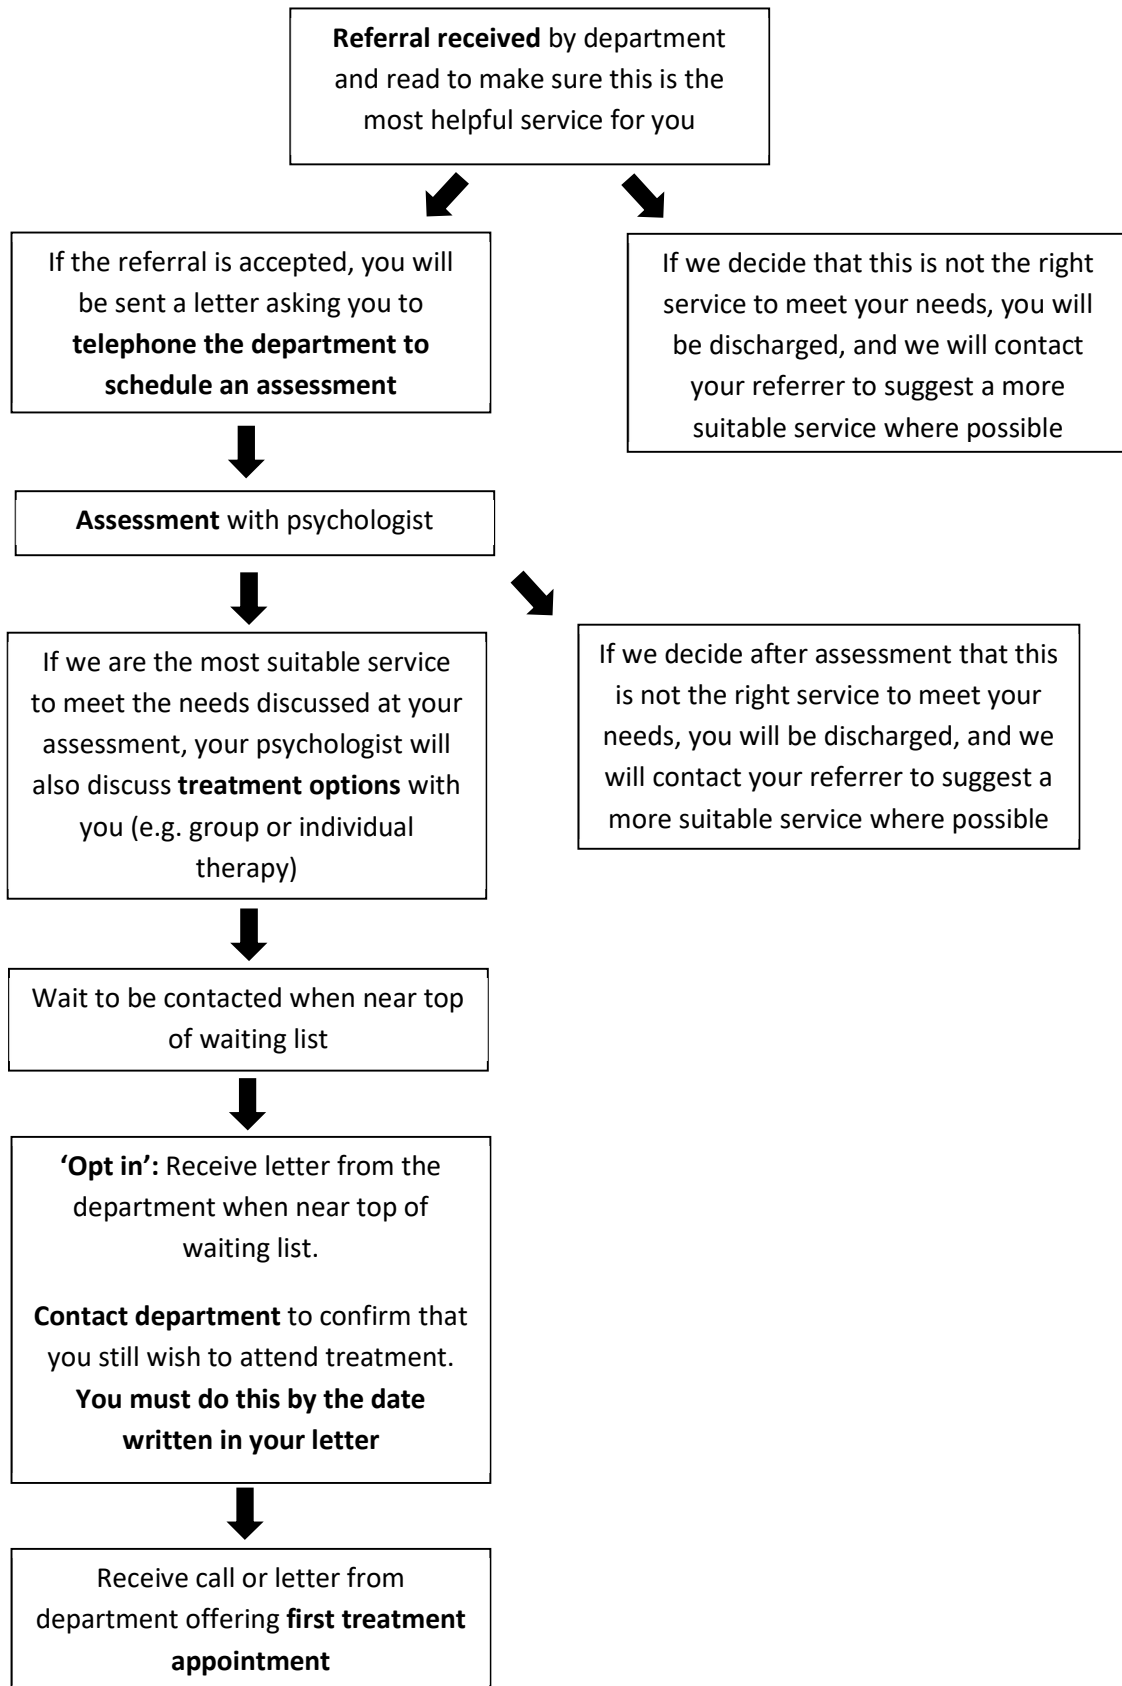 Referral received by department
and read to make sure this is the
most helpful service for you
If the referral is accepted, you will
be sent a letter asking you to
telephone the department to
schedule an assessment
If we decide that this is not the right
service to meet your needs, you will
be discharged, and we will contact
your referrer to suggest a more
suitable service where possible
Assessment with psychologist
If we are the most suitable service
to meet the needs discussed at your
assessment, your psychologist will
also discuss treatment options with
you (e.g. group or individual
therapy)
If we decide after assessment that this
is not the right service to meet your
needs, you will be discharged, and we
will contact your referrer to suggest a
more suitable service where possible
Wait to be contacted when near top
of waiting list
‘Opt in’: Receive letter from the
department when near top of
waiting list.
Contact department to confirm that
you still wish to attend treatment.
You must do this by the date
written in your letter
Receive call or letter from
department offering first treatment
appointment